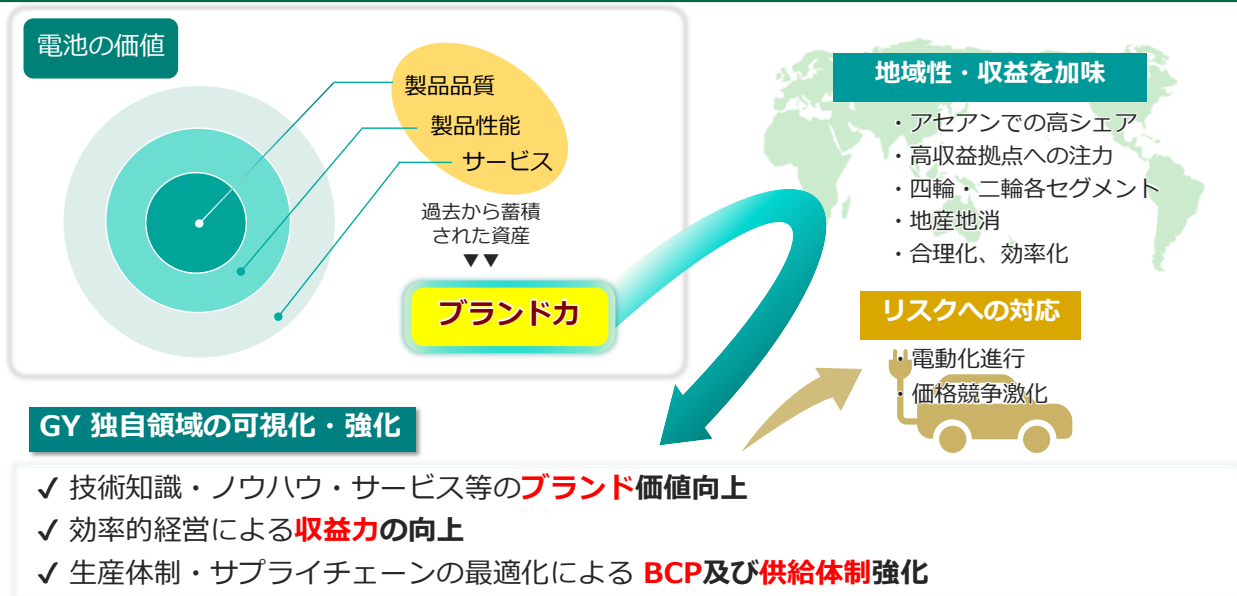 電池の価値
製品品質
製品性能
サービス
過去から蓄積
された資産
▼▼
ブランド力
地域性・収益を加味
・アセアンでの高シェア
・高収益拠点への注力
・四輪・二輪各セグメント
・地産地消
・合理化、効率化
リスクへの対応
・電動化進行
・価格競争激化
GY 独自領域の可視化・強化
✓ 技術知識・ノウハウ・サービス等のブランド価値向上
✓ 効率的経営による収益力の向上
✓ 生産体制・サプライチェーンの最適化による BCP及び供給体制強化